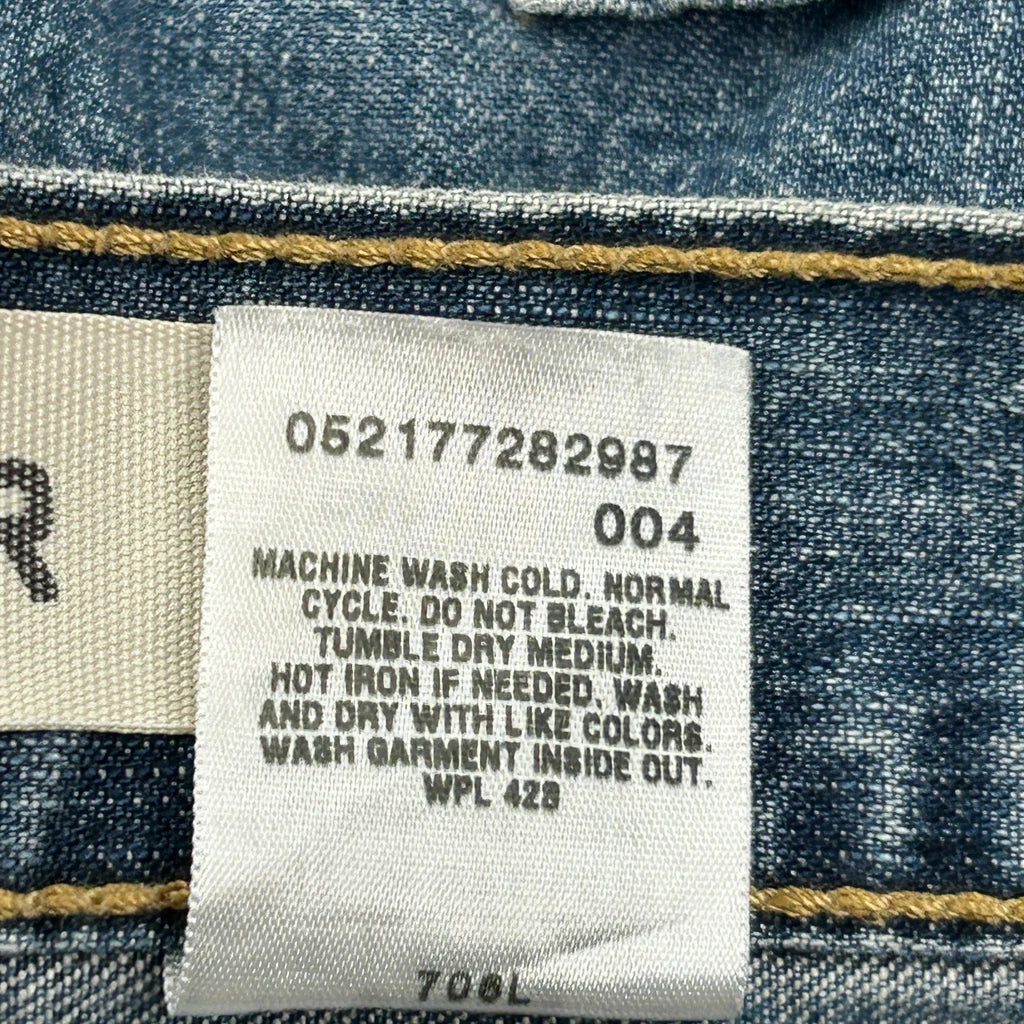 R
052177282987
004
MACHINE WASH COLD. NORMAL
CYCLE. DO NOT BLEACH.
TUMBLE DRY MEDIUM.
HOT IRON IF NEEDED. WASH
AND DRY WITH LIKE COLORS.
WASH GARMENT INSIDE OUT.
WPL 428
706L